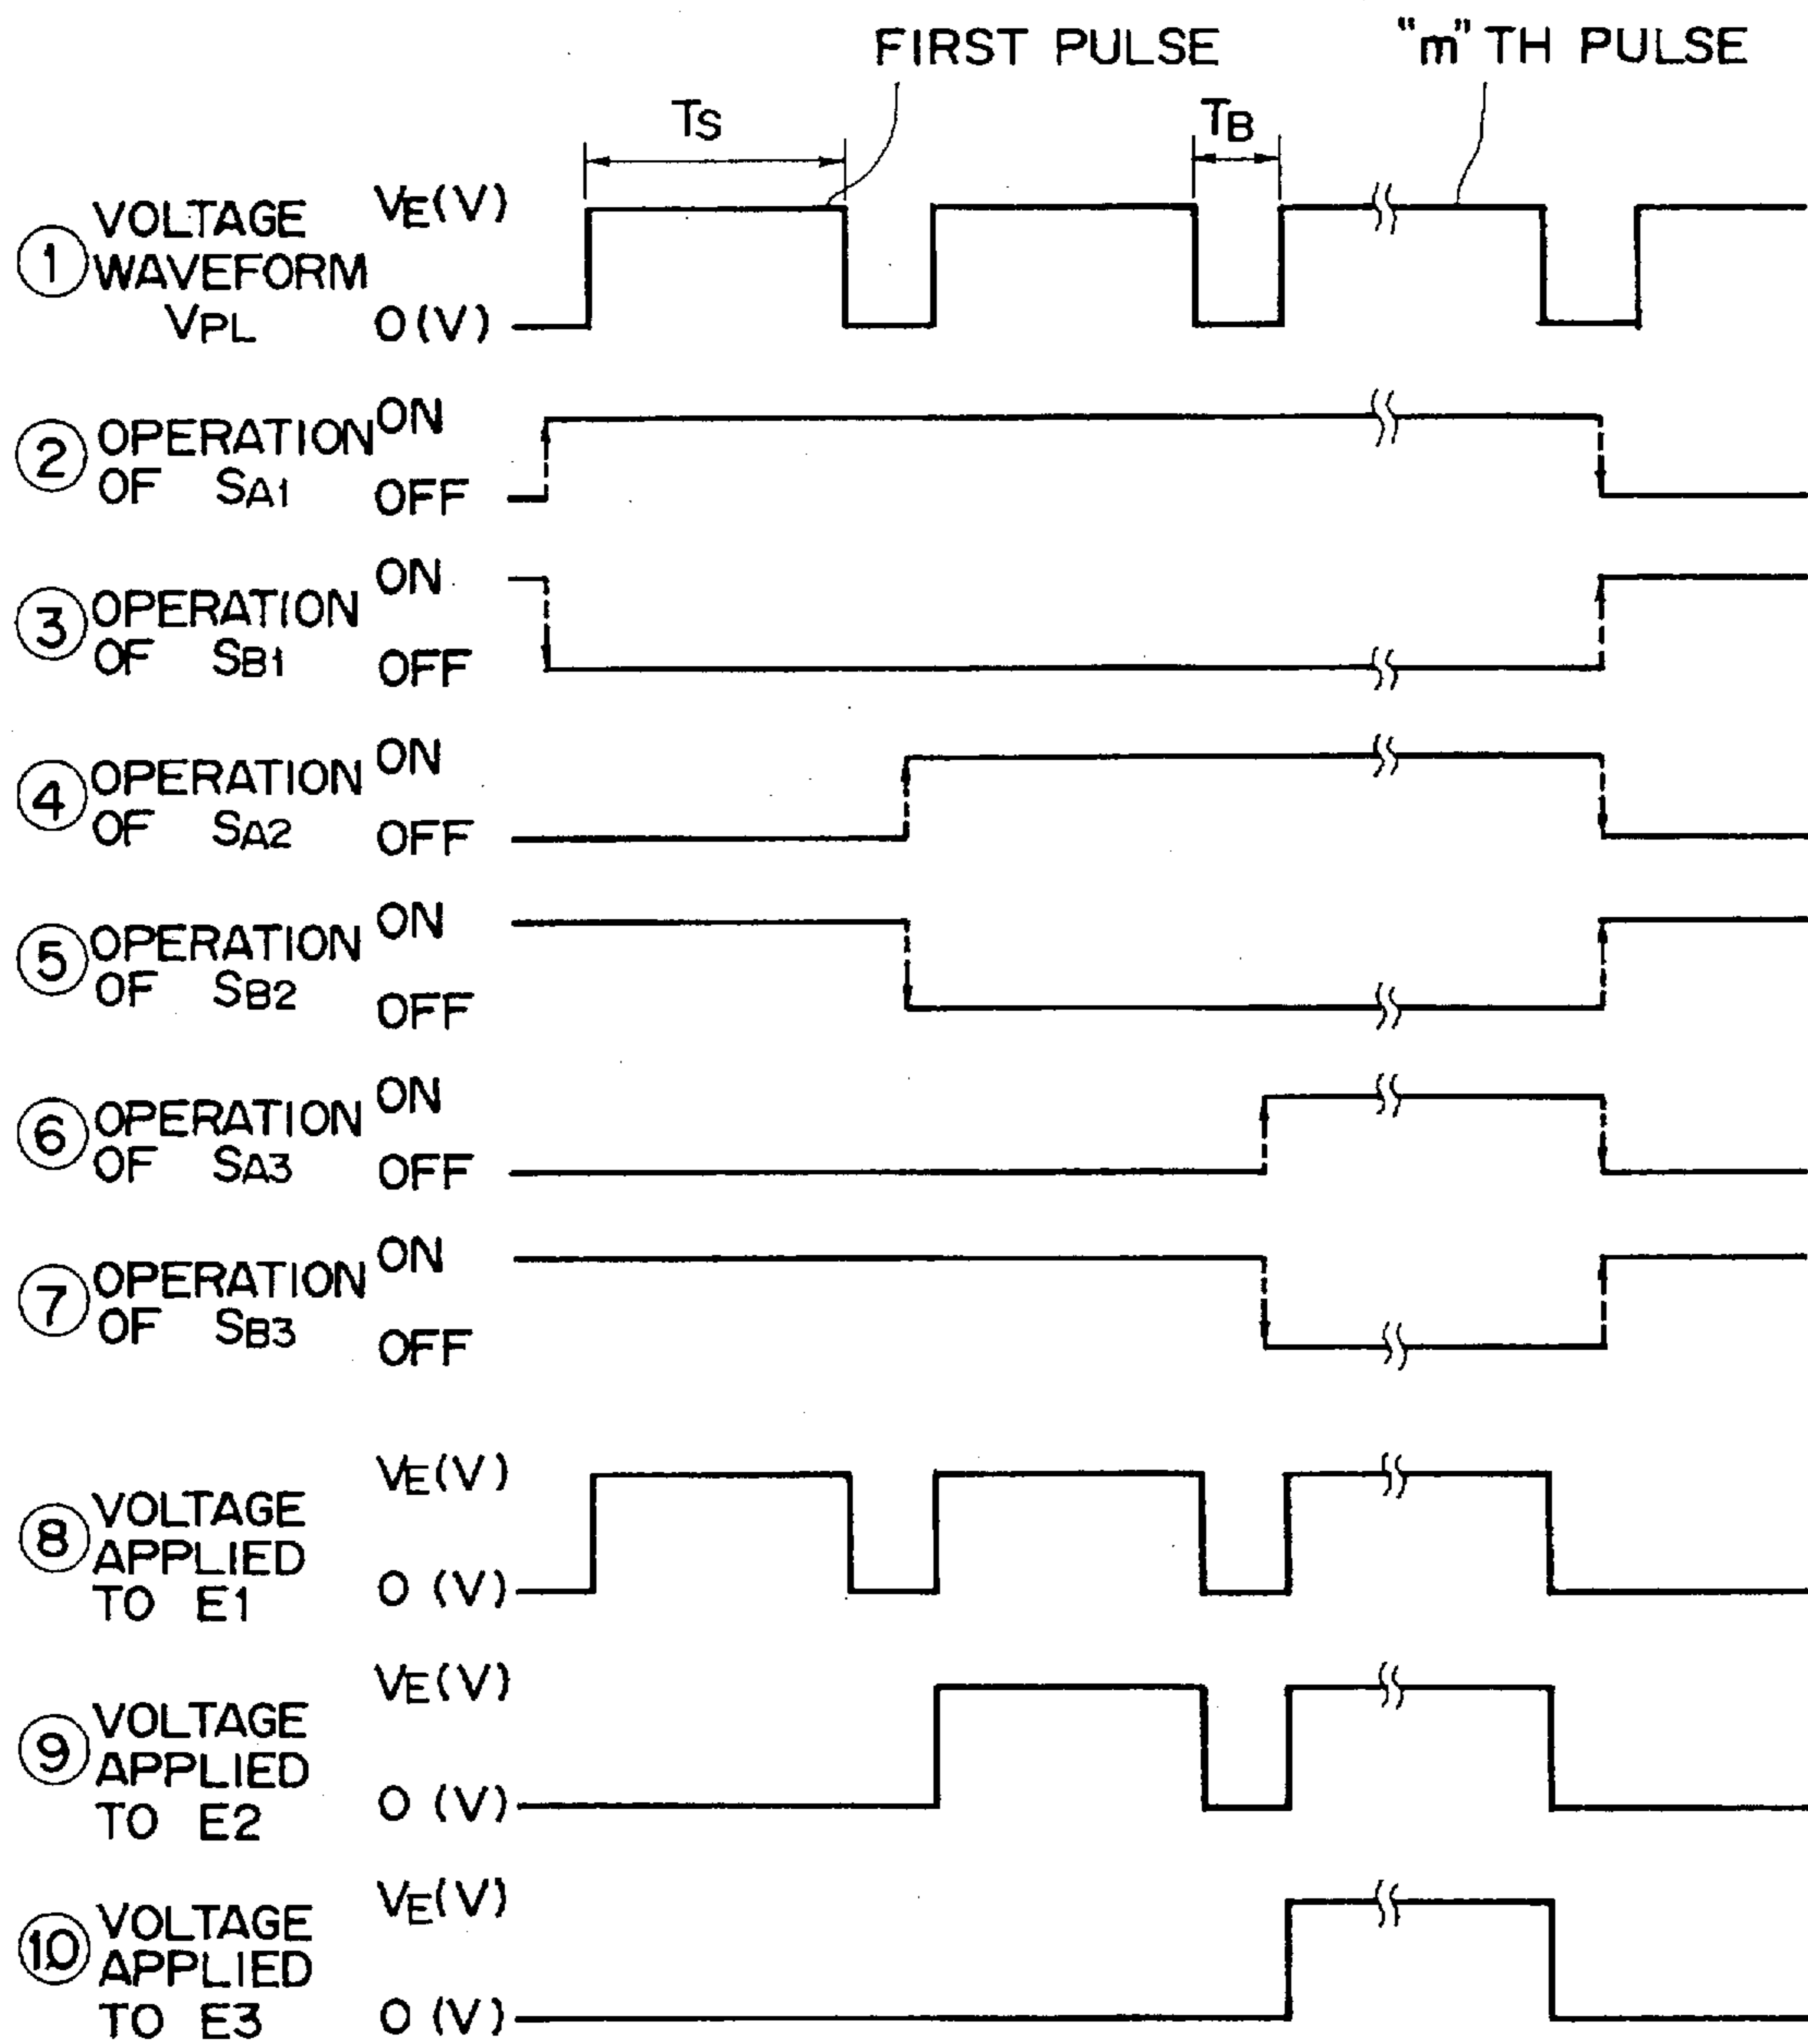 FIRST PULSE
"m" TH PULSE
TS
TB
1 VOLTAGE WAVEFORM VPL
VE(V)
0(V)
2 OPERATION OF SA1
ON
OFF
3 OPERATION OF SB1
ON
OFF
4 OPERATION OF SA2
ON
OFF
5 OPERATION OF SB2
ON
OFF
6 OPERATION OF SA3
ON
OFF
7 OPERATION OF SB3
ON
OFF
8 VOLTAGE APPLIED TO E1
VE(V)
0 (V)
9 VOLTAGE APPLIED TO E2
VE(V)
0 (V)
10 VOLTAGE APPLIED TO E3
VE(V)
0 (V)